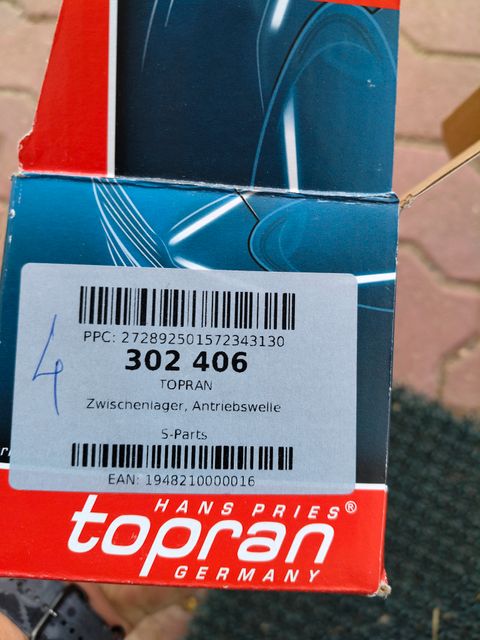 PPC: 272892501572343130
302 406
TOPRAN
Zwischenlager, Antriebswelle
S-Parts
EAN: 1948210000016
4
HANS PRIES®
topran
GERMANY